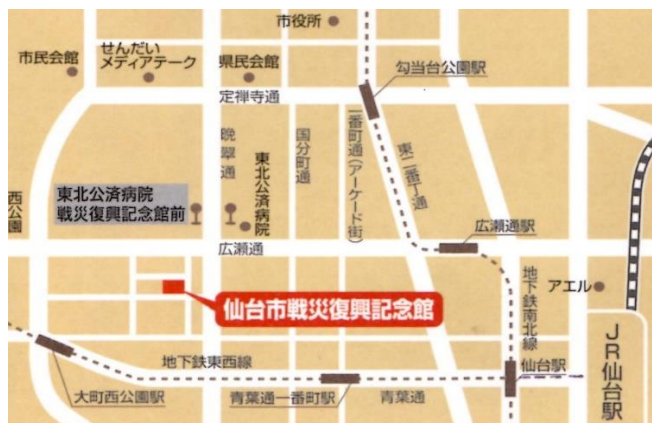 市役所
市民会館
せんだい
メディアテーク
県民会館
勾当台公園駅
定禅寺通
晩翠通
国分町通
一番町通(アーケード街)
東二番丁通
西公園
東北公済病院
戦災復興記念館前
東北公済病院
広瀬通
広瀬通駅
地下鉄南北線
アエル
仙台市戦災復興記念館
JR仙台駅
地下鉄東西線
仙台駅
大町西公園駅
青葉通一番町駅
青葉通